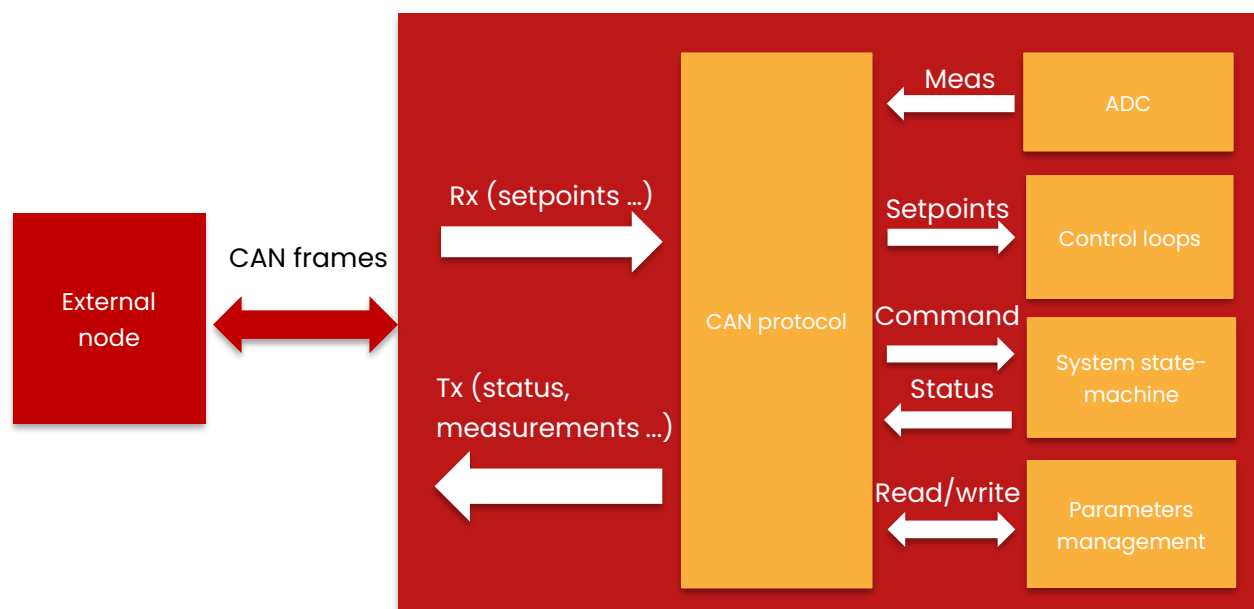 External
node
CAN frames
Rx (setpoints ...)
Tx (status,
measurements ...)
CAN protocol
Meas
ADC
Setpoints
Control loops
Command
Status
System state-
machine
Read/write
Parameters
management